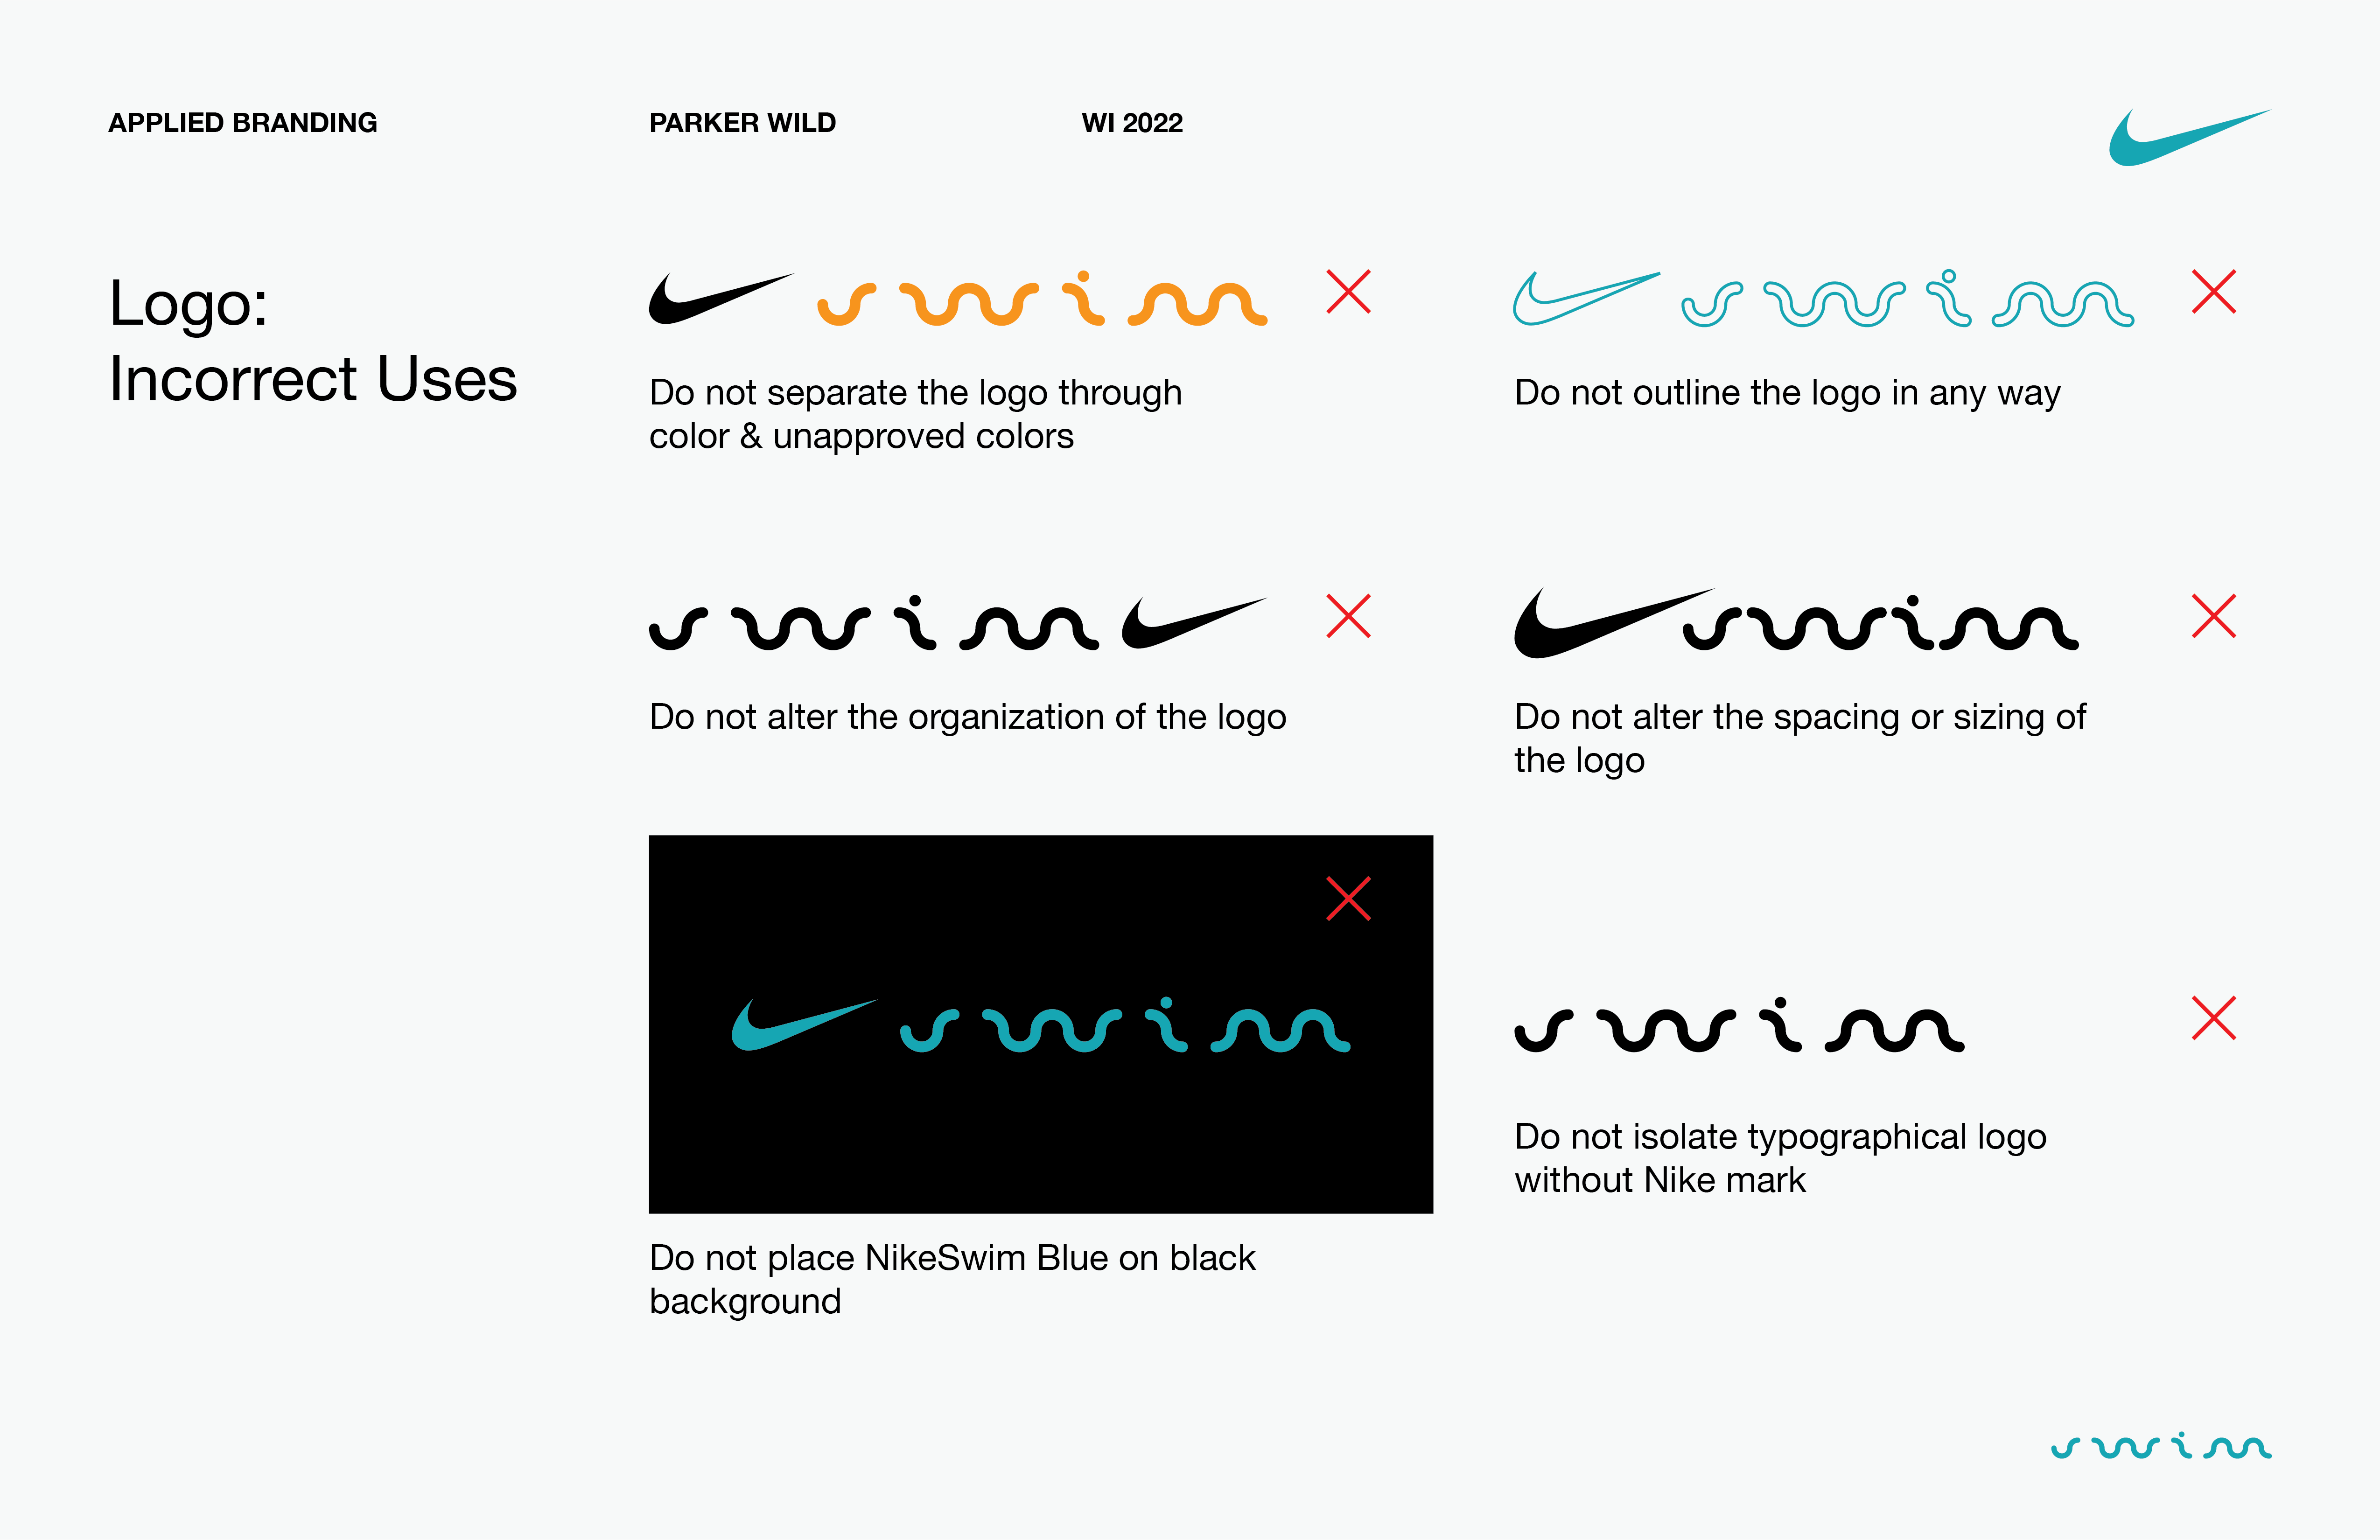 APPLIED BRANDING
PARKER WILD
WI 2022
Logo:
Incorrect Uses
swim
Do not separate the logo through
color & unapproved colors
swim
Do not outline the logo in any way
swim
Do not alter the organization of the logo
swim
Do not alter the spacing or sizing of
the logo
swim
Do not place NikeSwim Blue on black
background
swim
Do not isolate typographical logo
without Nike mark
swim